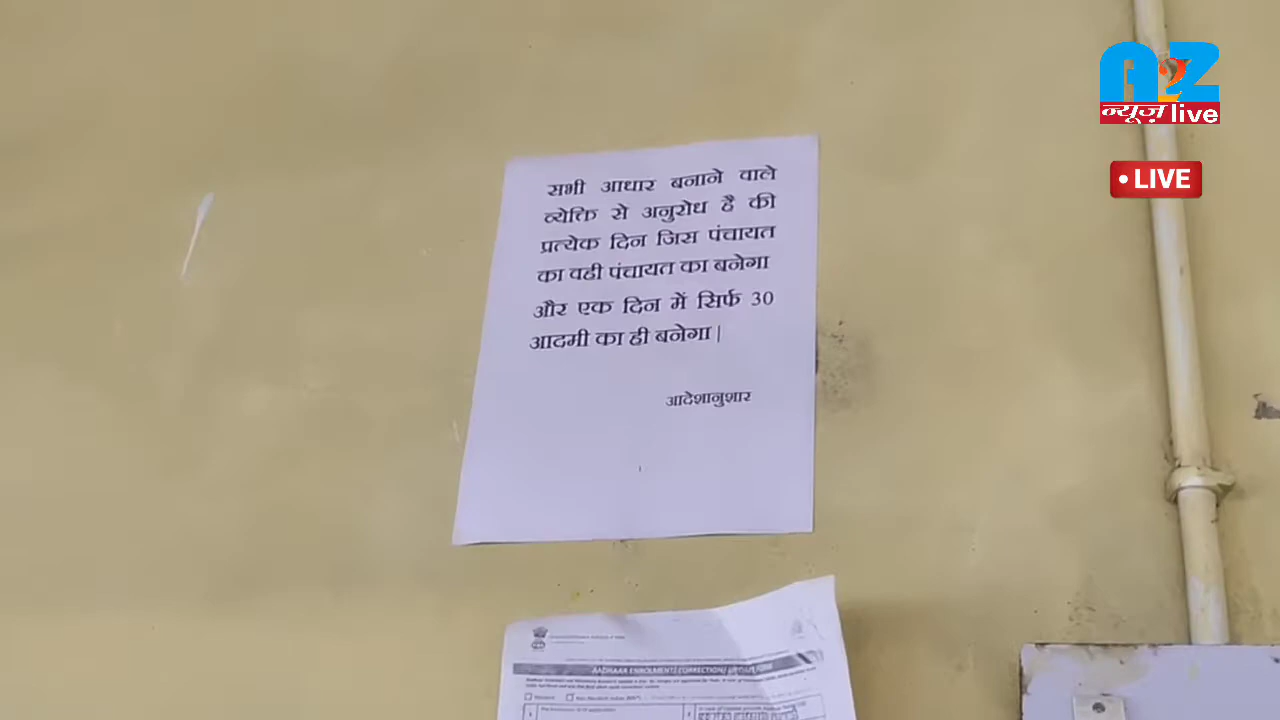 A2Z
न्यूज़ live
• LIVE
सभी आधार बनाने वाले
व्येक्ति से अनुरोध है की
प्रत्येक दिन जिस पंचायत
का वही पंचायत का बनेगा
और एक दिन में सिर्फ 30
आदमी का ही बनेगा|
आदेशानुशार
AADHAAR ENROLMENT/ CORRECTION/ UPDATE FORM